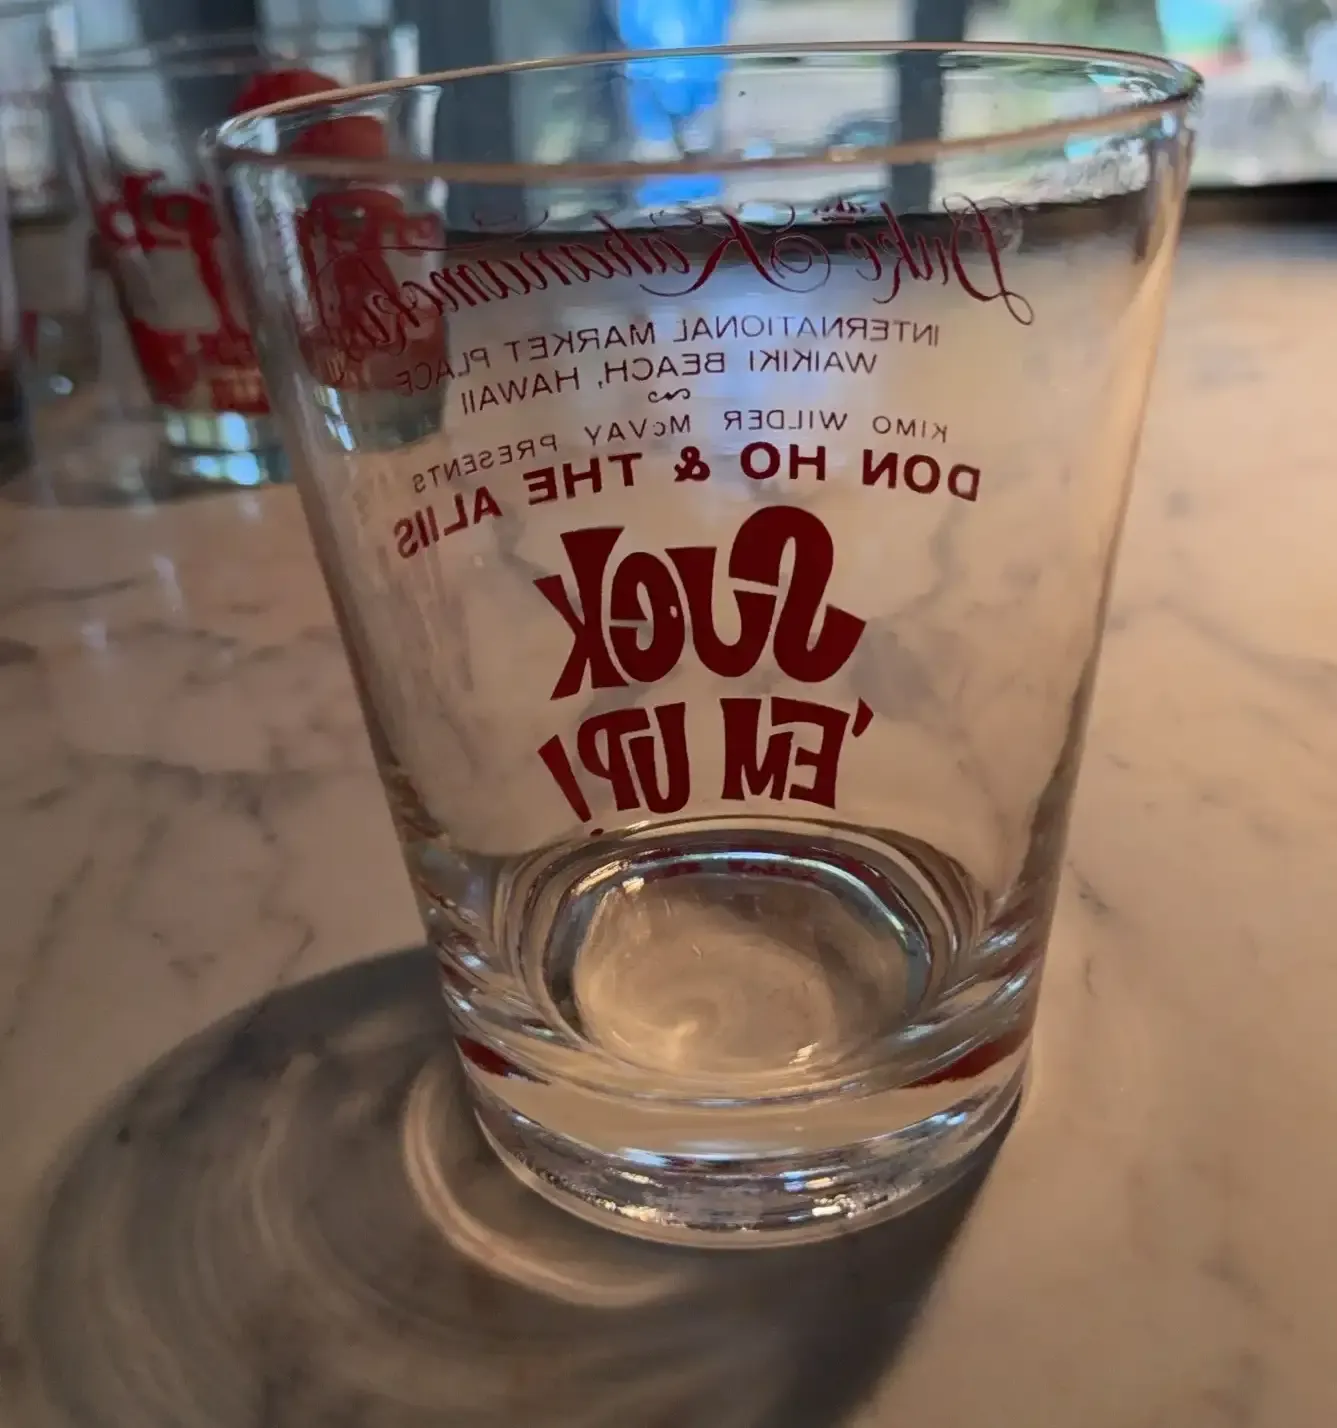 Duke Kahanamoku's
INTERNATIONAL MARKET PLACE
WAIKIKI BEACH, HAWAII
KIMO WILDER McVAY PRESENTS
DON HO & THE ALIIS
SUCK
'EM UP!